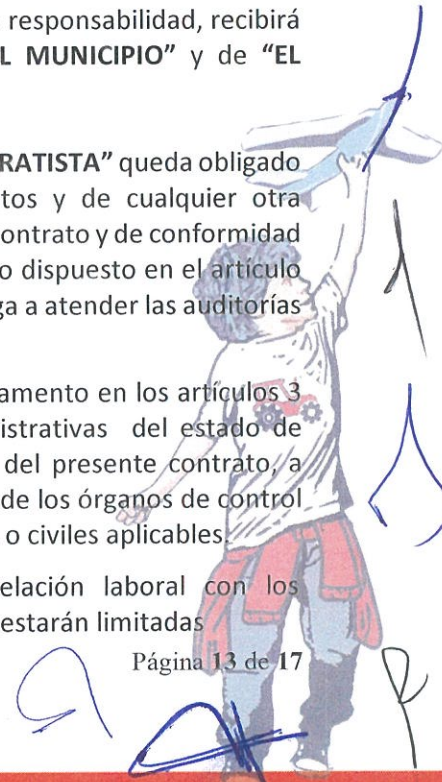 responsabilidad, recibirá
MUNICIPIO” y de “EL
RATISTA” queda obligado
tos y de cualquier otra
contrato y de conformidad
o dispuesto en el artículo
ga a atender las auditorías
amento en los artículos 3
istrativas del estado de
del presente contrato, a
de los órganos de control
o civiles aplicables.
elación laboral con los
estarán limitadas
Página 13 de 17